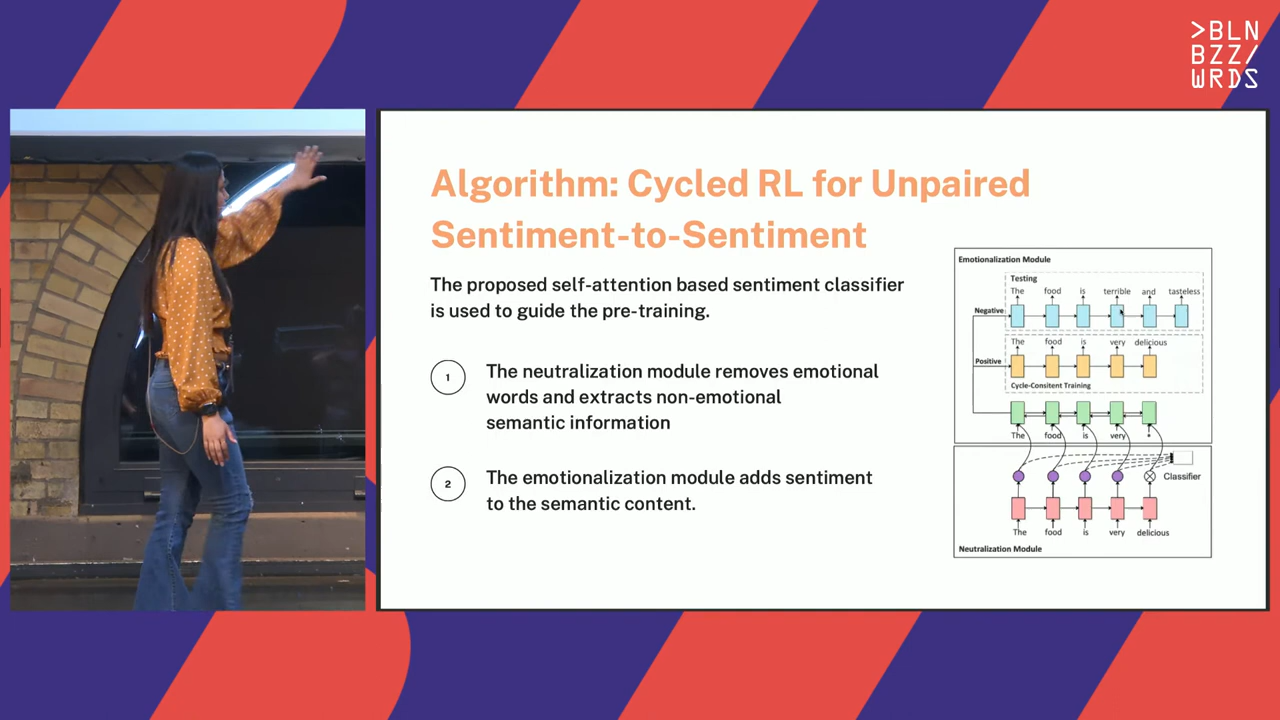 >BLN
BZZ/
WRDS
Algorithm: Cycled RL for Unpaired
Sentiment-to-Sentiment
The proposed self-attention based sentiment classifier
is used to guide the pre-training.
1
The neutralization module removes emotional
words and extracts non-emotional
semantic information
2
The emotionalization module adds sentiment
to the semantic content.
Emotionalization Module
Testing
The food is terrible and tasteless
Negative
The food is very delicious
Positive
Cycle-Consitent Training
The food is very *
Classifier
The food is very delicious
Neutralization Module